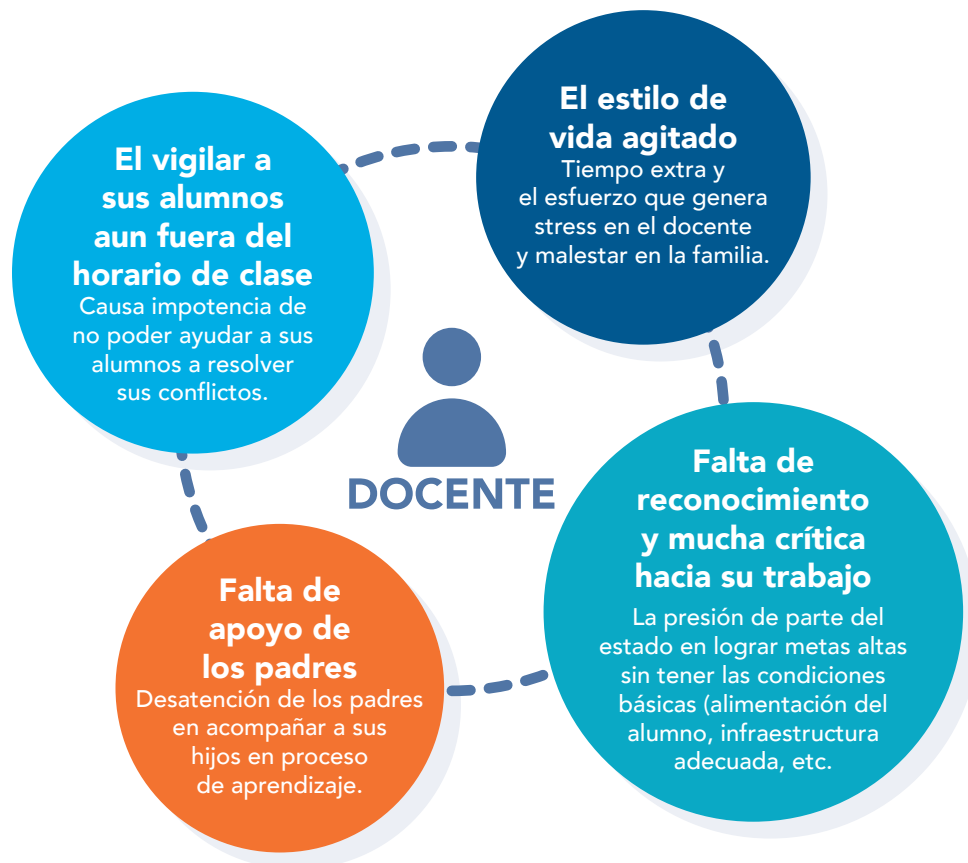 El vigilar a
sus alumnos
aun fuera del
horario de clase
Causa impotencia de
no poder ayudar a sus
alumnos a resolver
sus conflictos.
El estilo de
vida agitado
Tiempo extra y
el esfuerzo que genera
stress en el docente
y malestar en la familia.
DOCENTE
Falta de
apoyo de
los padres
Desatención de los padres
en acompañar a sus
hijos en proceso
de aprendizaje.
Falta de
reconocimiento
y mucha crítica
hacia su trabajo
La presión de parte del
estado en lograr metas altas
sin tener las condiciones
básicas (alimentación del
alumno, infraestructura
adecuada, etc.